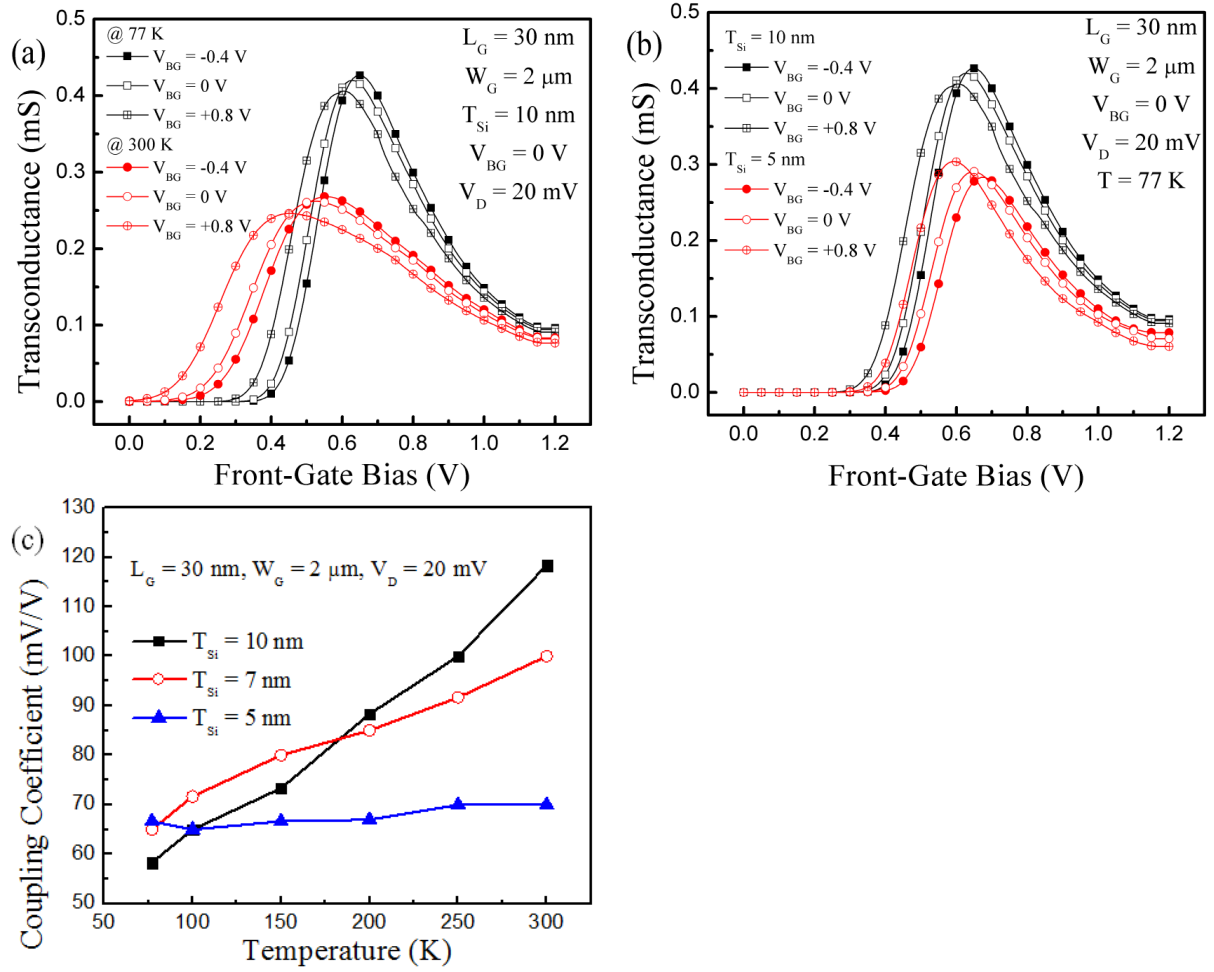 (a)
@ 77 K
V_BG = -0.4 V
V_BG = 0 V
V_BG = +0.8 V
@ 300 K
V_BG = -0.4 V
V_BG = 0 V
V_BG = +0.8 V
L_G = 30 nm
W_G = 2 μm
T_Si = 10 nm
V_BG = 0 V
V_D = 20 mV
Transconductance (mS)
0.5
0.4
0.3
0.2
0.1
0.0
0.0 0.2 0.4 0.6 0.8 1.0 1.2
Front-Gate Bias (V)
(b)
T_Si = 10 nm
V_BG = -0.4 V
V_BG = 0 V
V_BG = +0.8 V
T_Si = 5 nm
V_BG = -0.4 V
V_BG = 0 V
V_BG = +0.8 V
L_G = 30 nm
W_G = 2 μm
V_BG = 0 V
V_D = 20 mV
T = 77 K
Transconductance (mS)
0.5
0.4
0.3
0.2
0.1
0.0
0.0 0.2 0.4 0.6 0.8 1.0 1.2
Front-Gate Bias (V)
(c)
L_G = 30 nm, W_G = 2 μm, V_D = 20 mV
T_Si = 10 nm
T_Si = 7 nm
T_Si = 5 nm
Coupling Coefficient (mV/V)
130
120
110
100
90
80
70
60
50
50 100 150 200 250 300
Temperature (K)